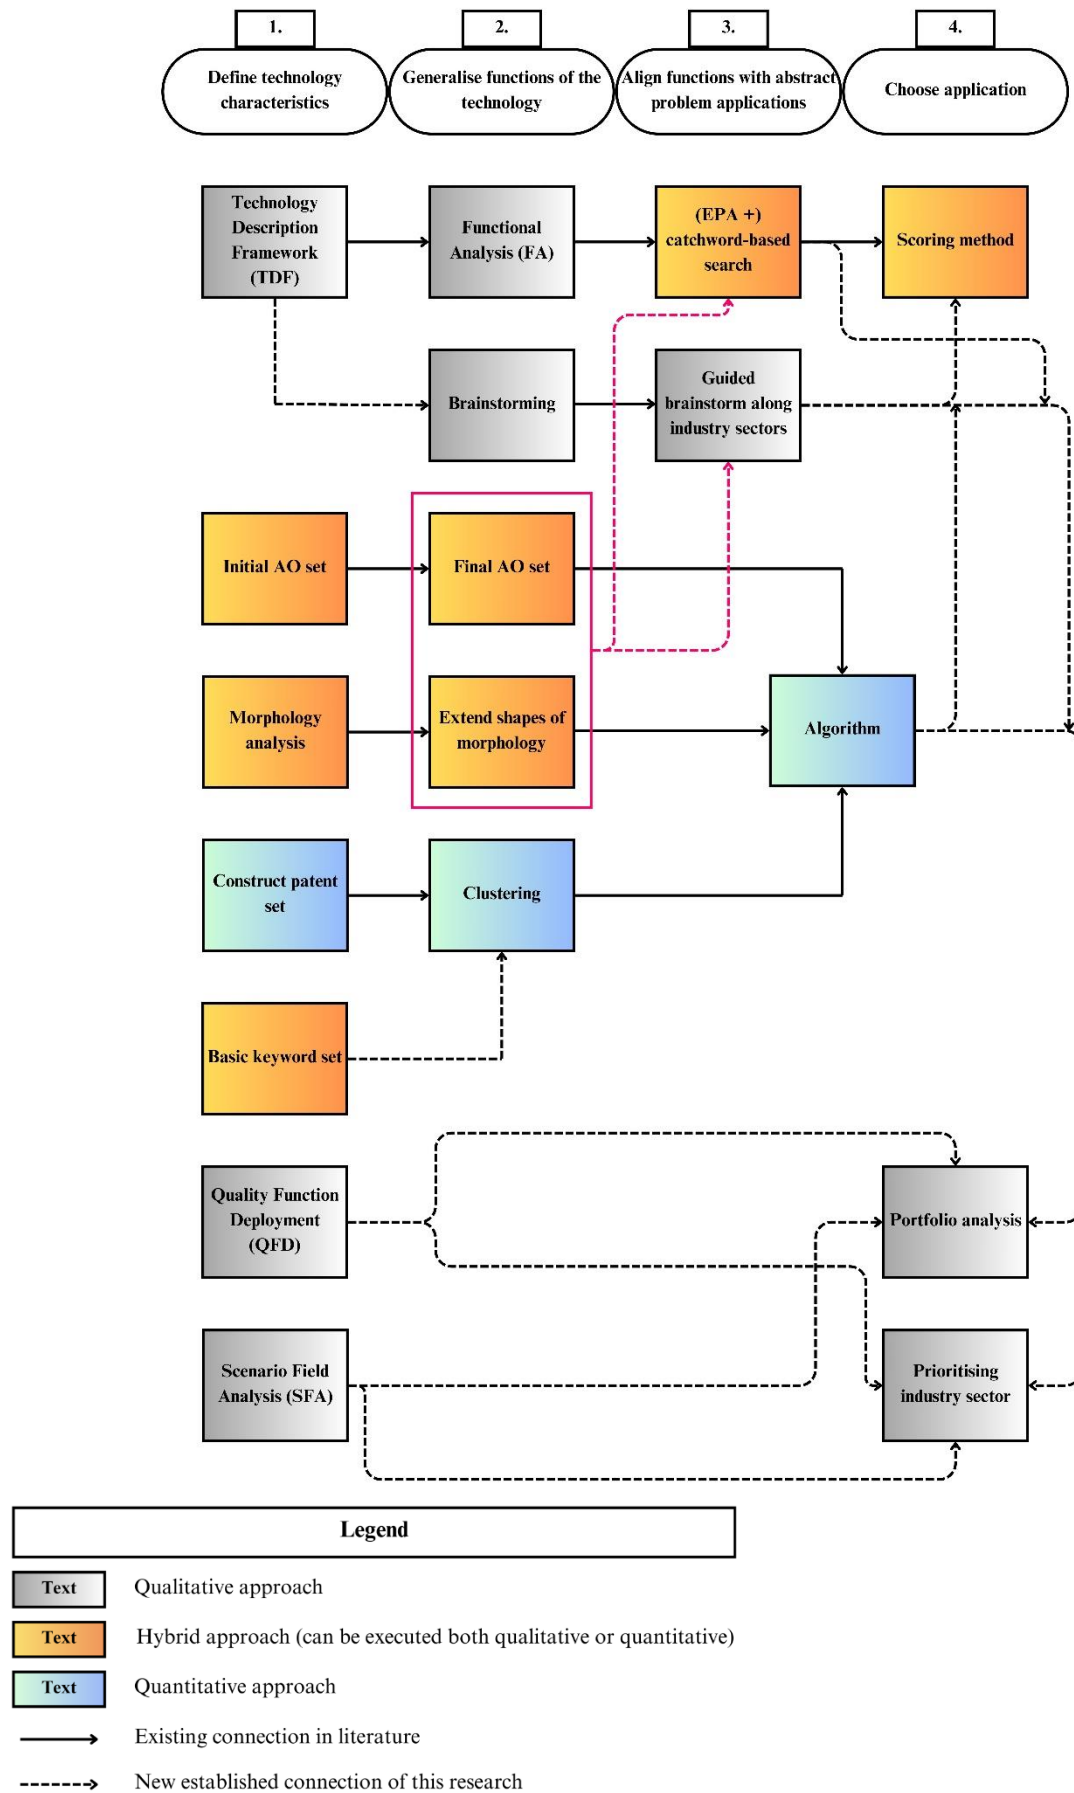 1.
2.
3.
4.
Define technology
characteristics
Generalise functions of the
technology
Align functions with abstract
problem applications
Choose application
Technology
Description
Framework
(TDF)
Functional
Analysis (FA)
(EPA +)
catchword-based
search
Scoring method
Brainstorming
Guided
brainstorm along
industry sectors
Initial AO set
Final AO set
Morphology
analysis
Extend shapes of
morphology
Algorithm
Construct patent
set
Clustering
Basic keyword set
Quality Function
Deployment
(QFD)
Portfolio analysis
Scenario Field
Analysis (SFA)
Prioritising
industry sector
Legend
Text
Qualitative approach
Text
Hybrid approach (can be executed both qualitative or quantitative)
Text
Quantitative approach
Existing connection in literature
New established connection of this research